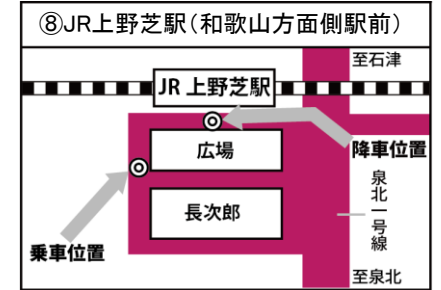 ⑧JR上野芝駅(和歌山方面側駅前)
至石津
JR 上野芝駅
広場
降車位置
長次郎
泉北一号線
乗車位置
至泉北